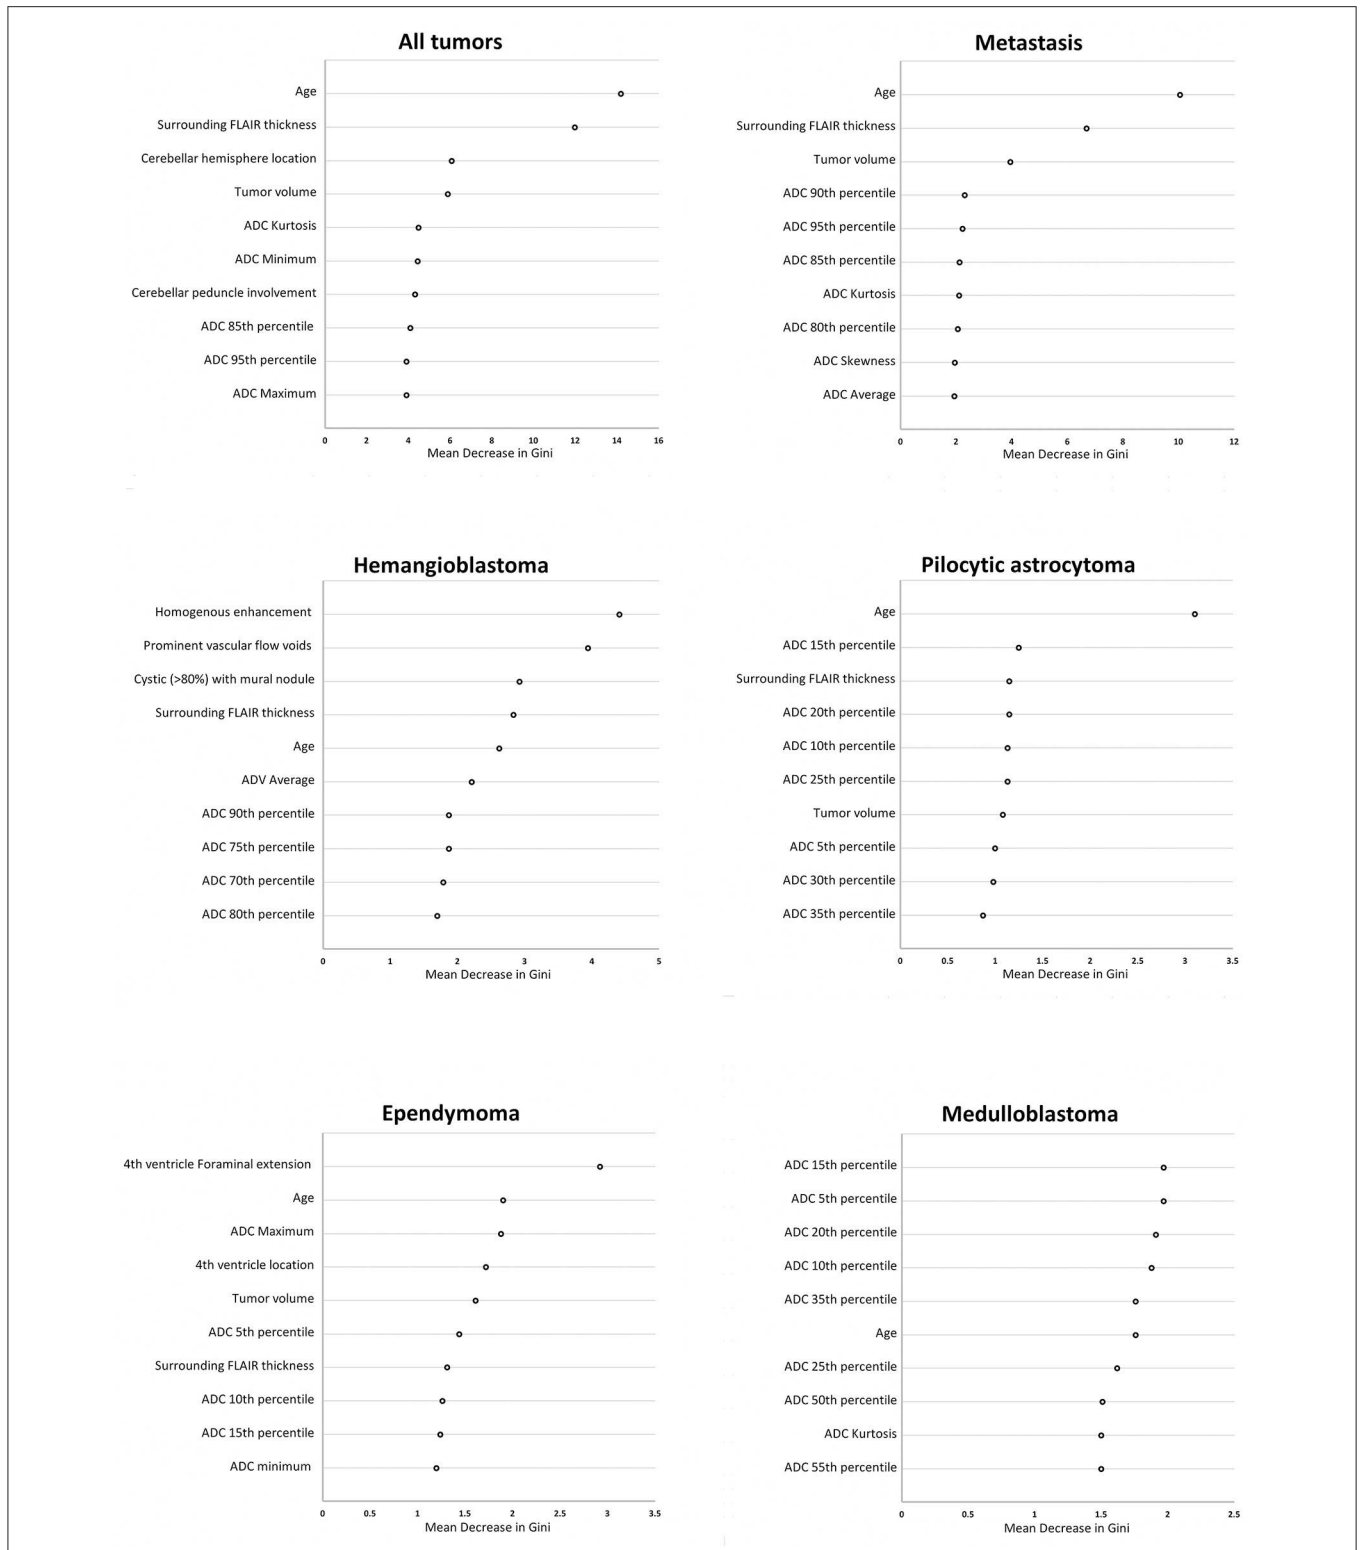 All tumors
Age
Surrounding FLAIR thickness
Cerebellar hemisphere location
Tumor volume
ADC Kurtosis
ADC Minimum
Cerebellar peduncle involvement
ADC 85th percentile
ADC 95th percentile
ADC Maximum
0 2 4 6 8 10 12 14 16
Mean Decrease in Gini
Metastasis
Age
Surrounding FLAIR thickness
Tumor volume
ADC 90th percentile
ADC 95th percentile
ADC 85th percentile
ADC Kurtosis
ADC 80th percentile
ADC Skewness
ADC Average
0 2 4 6 8 10 12
Mean Decrease in Gini
Hemangioblastoma
Homogenous enhancement
Prominent vascular flow voids
Cystic (>80%) with mural nodule
Surrounding FLAIR thickness
Age
ADV Average
ADC 90th percentile
ADC 75th percentile
ADC 70th percentile
ADC 80th percentile
0 1 2 3 4 5
Mean Decrease in Gini
Pilocytic astrocytoma
Age
ADC 15th percentile
Surrounding FLAIR thickness
ADC 20th percentile
ADC 10th percentile
ADC 25th percentile
Tumor volume
ADC 5th percentile
ADC 30th percentile
ADC 35th percentile
0 0.5 1 1.5 2 2.5 3 3.5
Mean Decrease in Gini
Ependymoma
4th ventricle Foraminal extension
Age
ADC Maximum
4th ventricle location
Tumor volume
ADC 5th percentile
Surrounding FLAIR thickness
ADC 10th percentile
ADC 15th percentile
ADC minimum
0 0.5 1 1.5 2 2.5 3 3.5
Mean Decrease in Gini
Medulloblastoma
ADC 15th percentile
ADC 5th percentile
ADC 20th percentile
ADC 10th percentile
ADC 35th percentile
Age
ADC 25th percentile
ADC 50th percentile
ADC Kurtosis
ADC 55th percentile
0 0.5 1 1.5 2 2.5
Mean Decrease in Gini